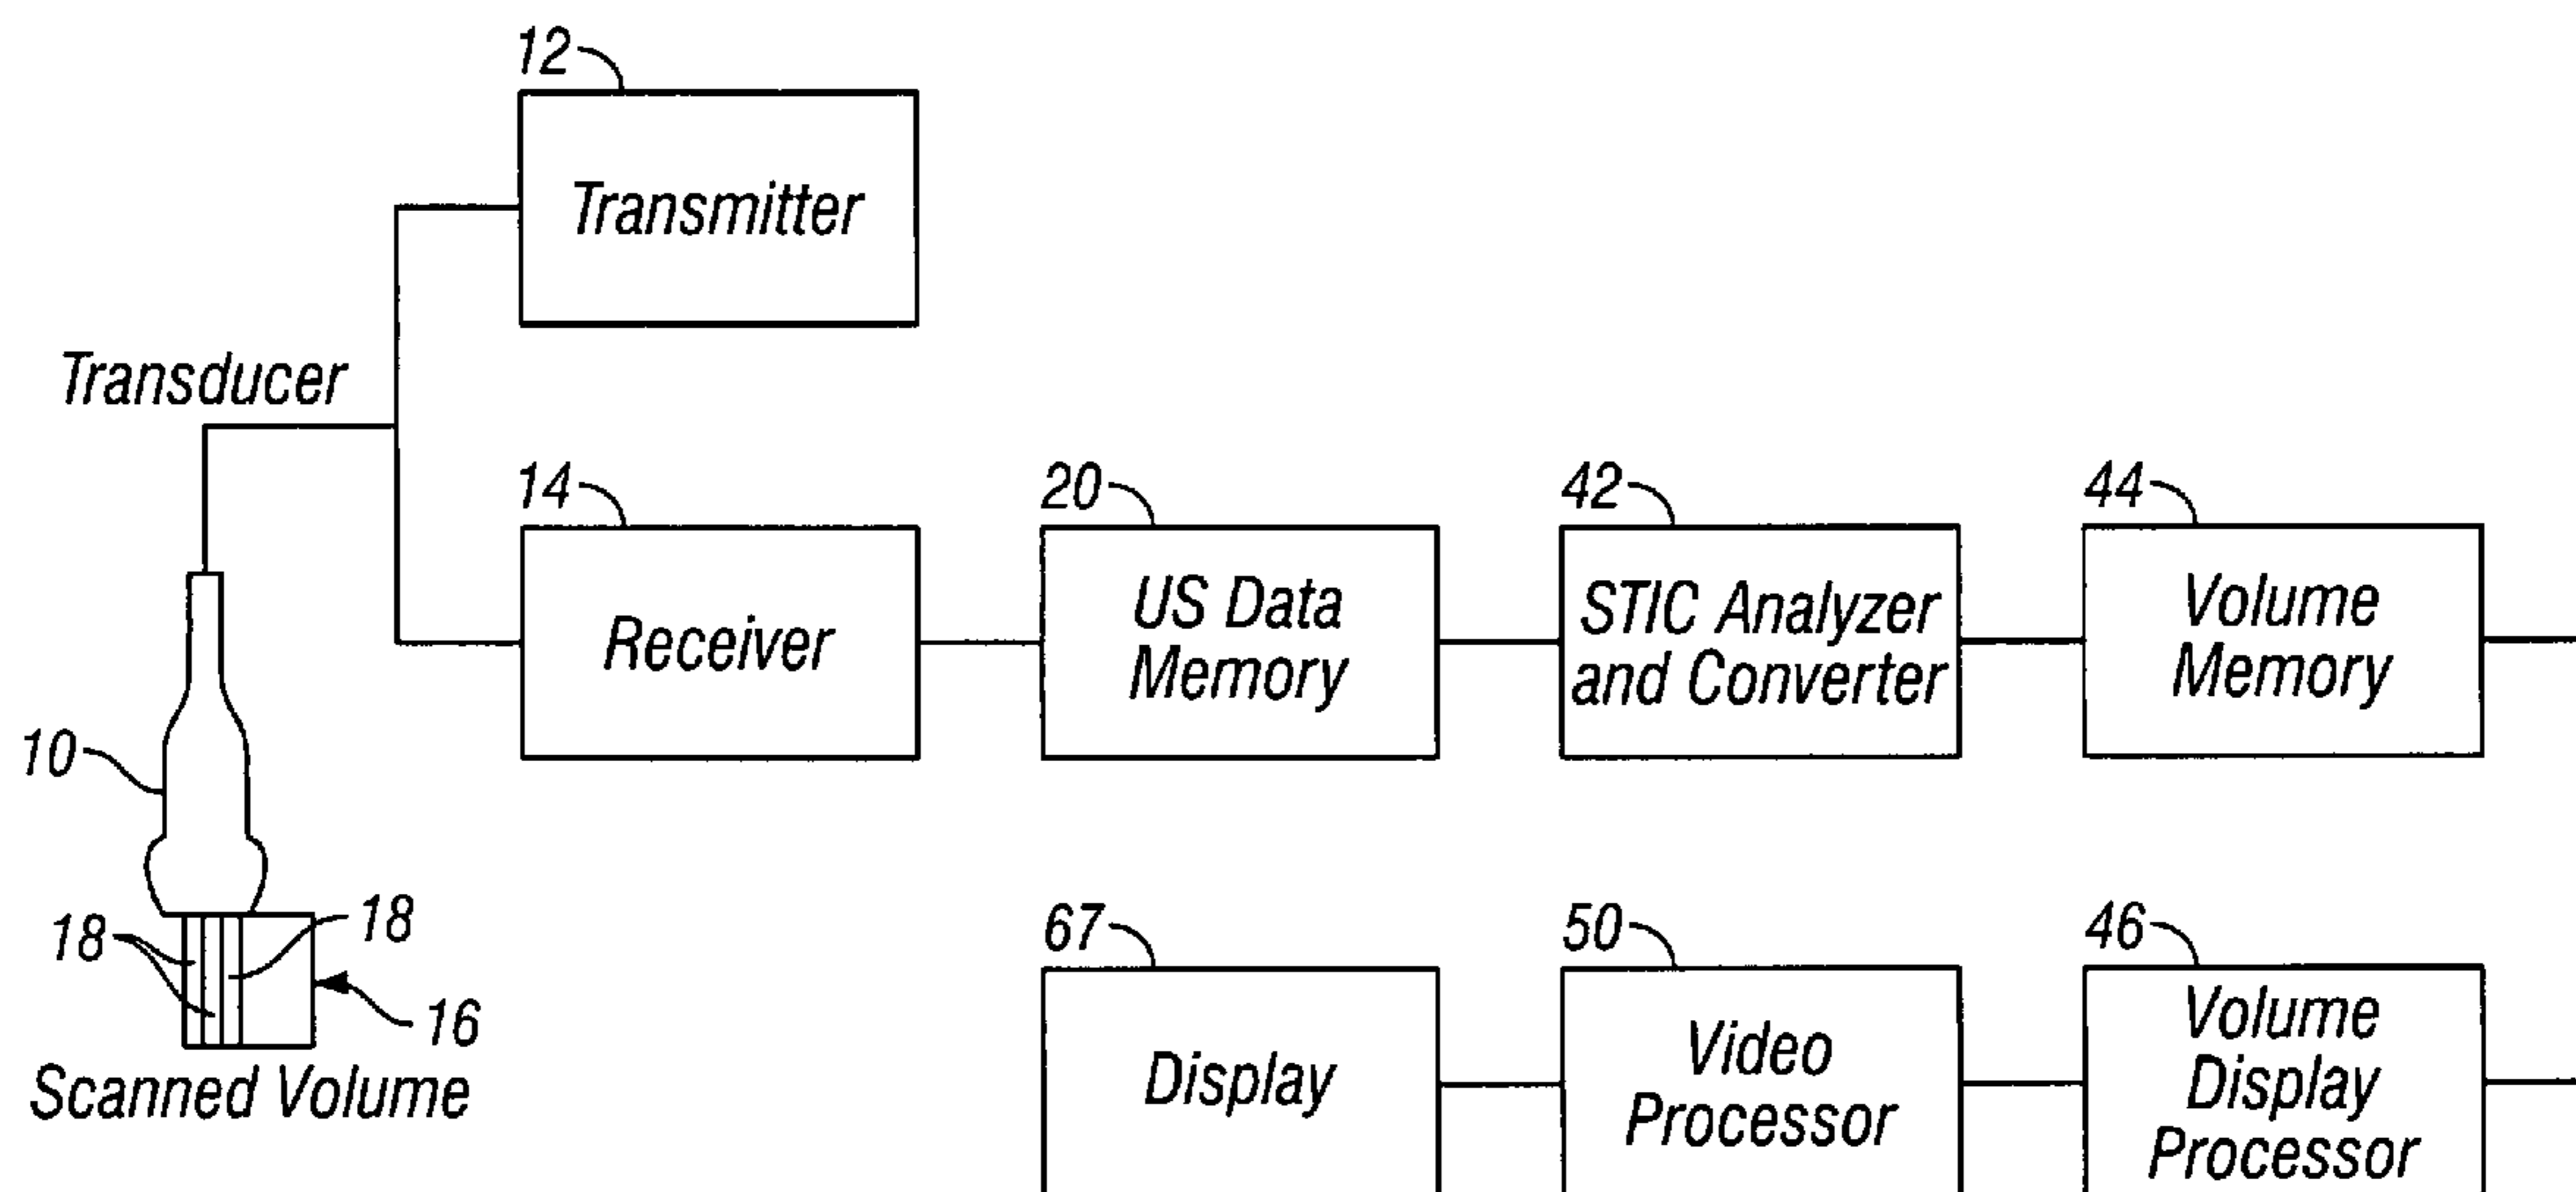 12
Transmitter
Transducer
14
20
42
44
Receiver
US Data
Memory
STIC Analyzer
and Converter
Volume
Memory
10
18
18
16
Scanned Volume
67
50
46
Display
Video
Processor
Volume
Display
Processor